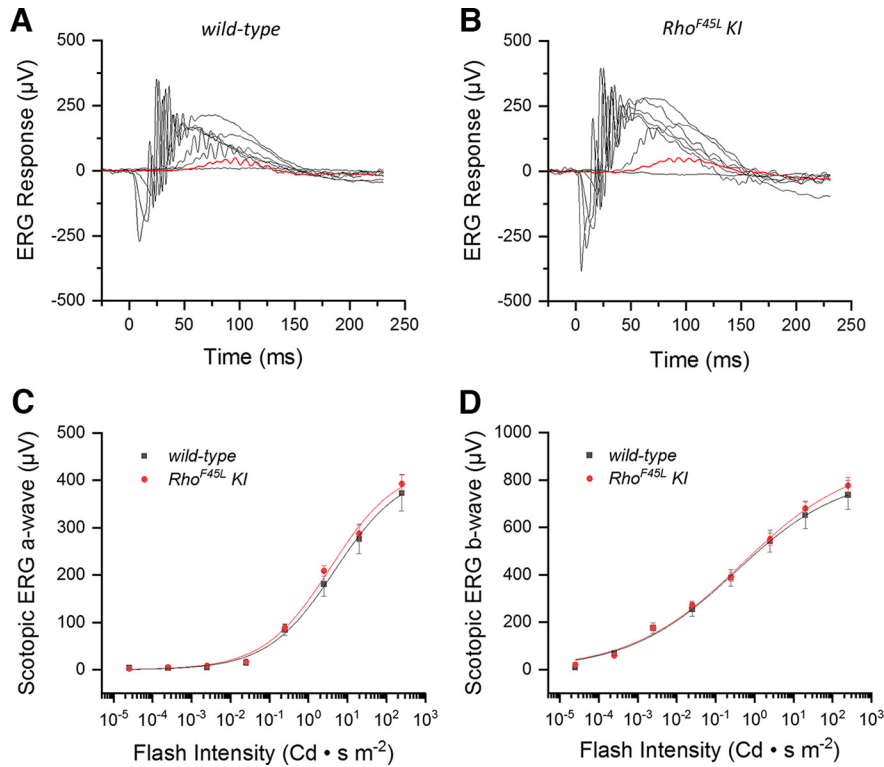 A
wild-type
500
250
0
-250
-500
ERG Response (µV)
0
50
100
150
200
250
Time (ms)
B
Rho^F45L KI
500
250
0
-250
-500
ERG Response (µV)
0
50
100
150
200
250
Time (ms)
C
500
400
300
200
100
0
Scotopic ERG a-wave (µV)
wild-type
Rho^F45L KI
10^-5 10^-4 10^-3 10^-2 10^-1 10^0 10^1 10^2 10^3
Flash Intensity (Cd • s m^-2)
D
1000
800
600
400
200
0
Scotopic ERG b-wave (µV)
wild-type
Rho^F45L KI
10^-5 10^-4 10^-3 10^-2 10^-1 10^0 10^1 10^2 10^3
Flash Intensity (Cd • s m^-2)